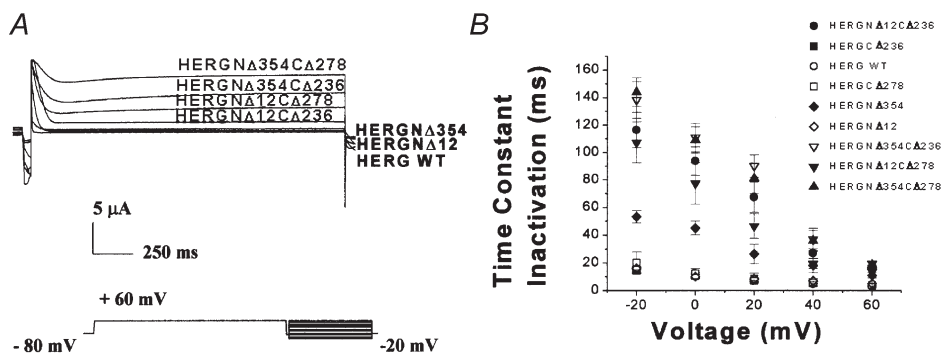 A
HERGNΔ354CΔ278
HERGNΔ354CΔ236
HERGNΔ12CΔ278
HERGNΔ12CΔ236
HERGNΔ354
HERGNΔ12
HERG WT
5 µA
250 ms
+ 60 mV
- 80 mV
-20 mV
B
Time Constant
Inactivation (ms)
160
140
120
100
80
60
40
20
0
-20
0
20
40
60
Voltage (mV)
HERGNΔ12CΔ236
HERGCΔ236
HERG WT
HERGCΔ278
HERGNΔ354
HERGNΔ12
HERGNΔ354CΔ236
HERGNΔ12CΔ278
HERGNΔ354CΔ278